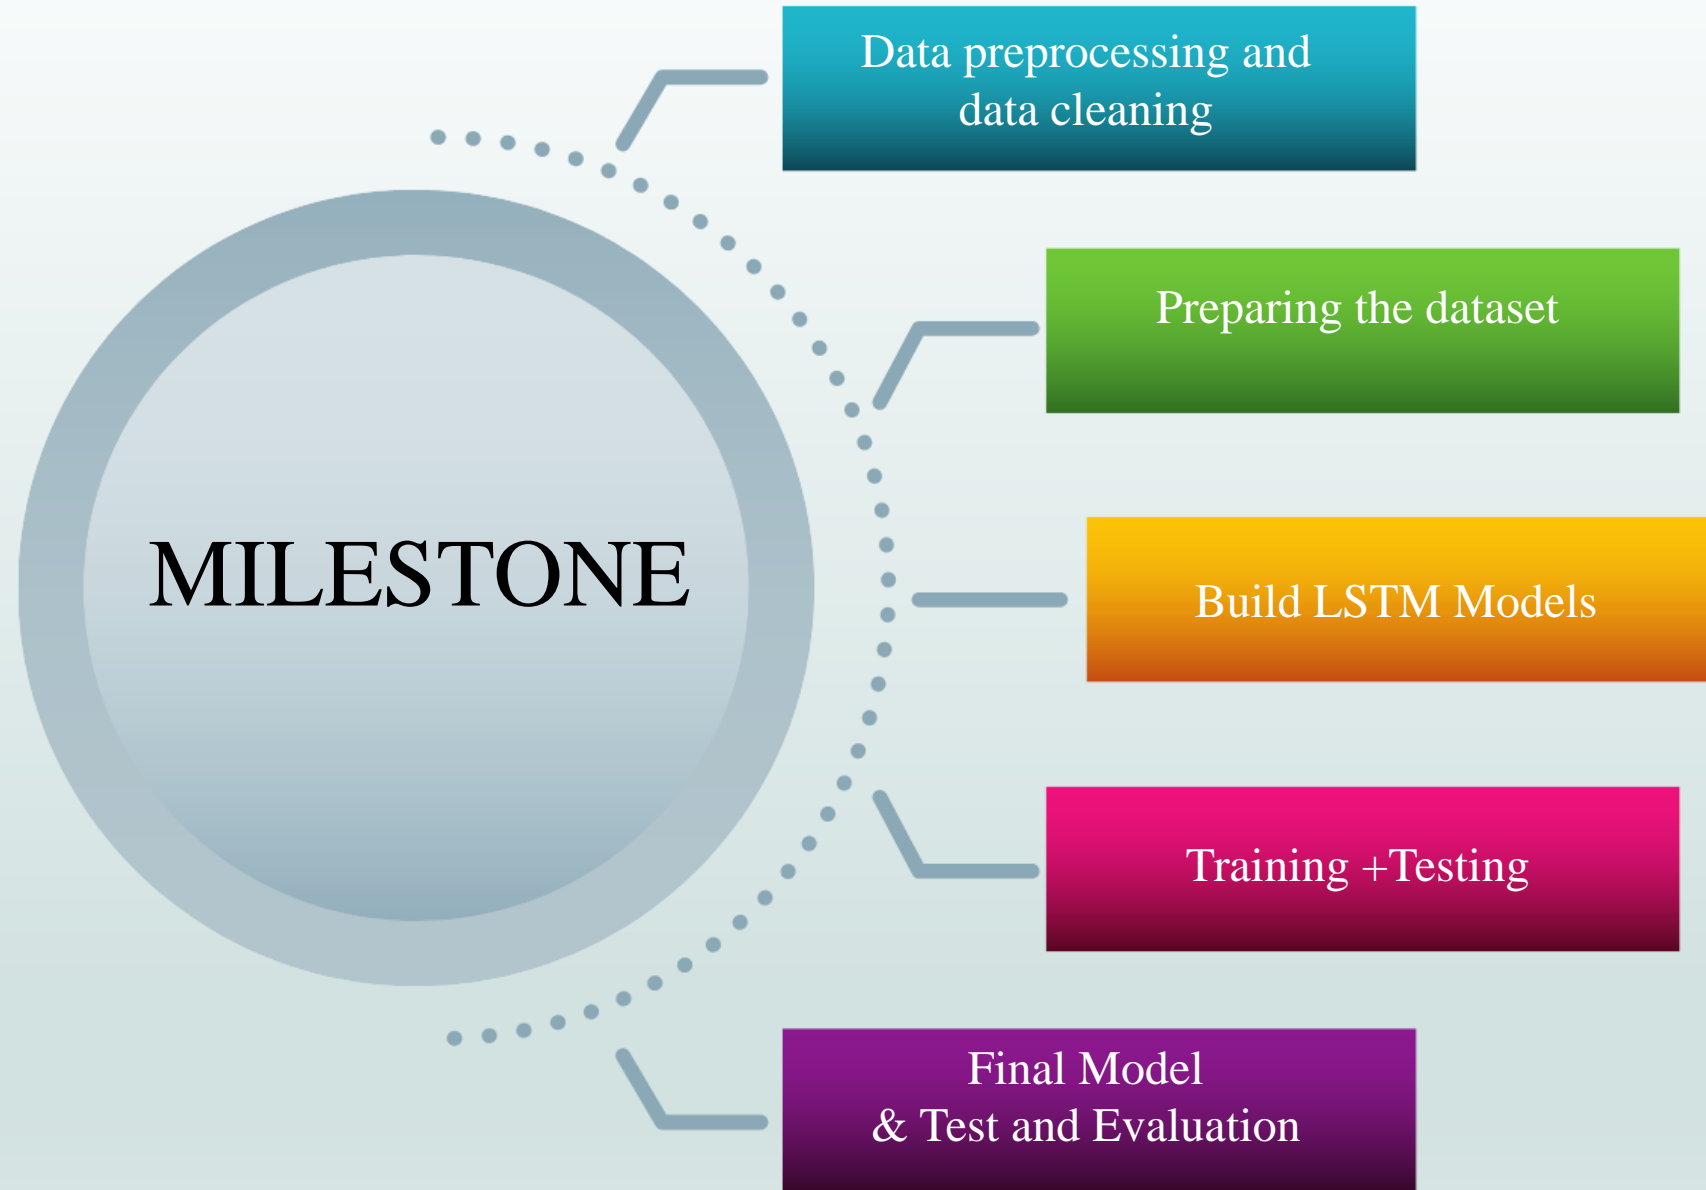 Data preprocessing and
data cleaning
Preparing the dataset
MILESTONE
Build LSTM Models
Training +Testing
Final Model
& Test and Evaluation